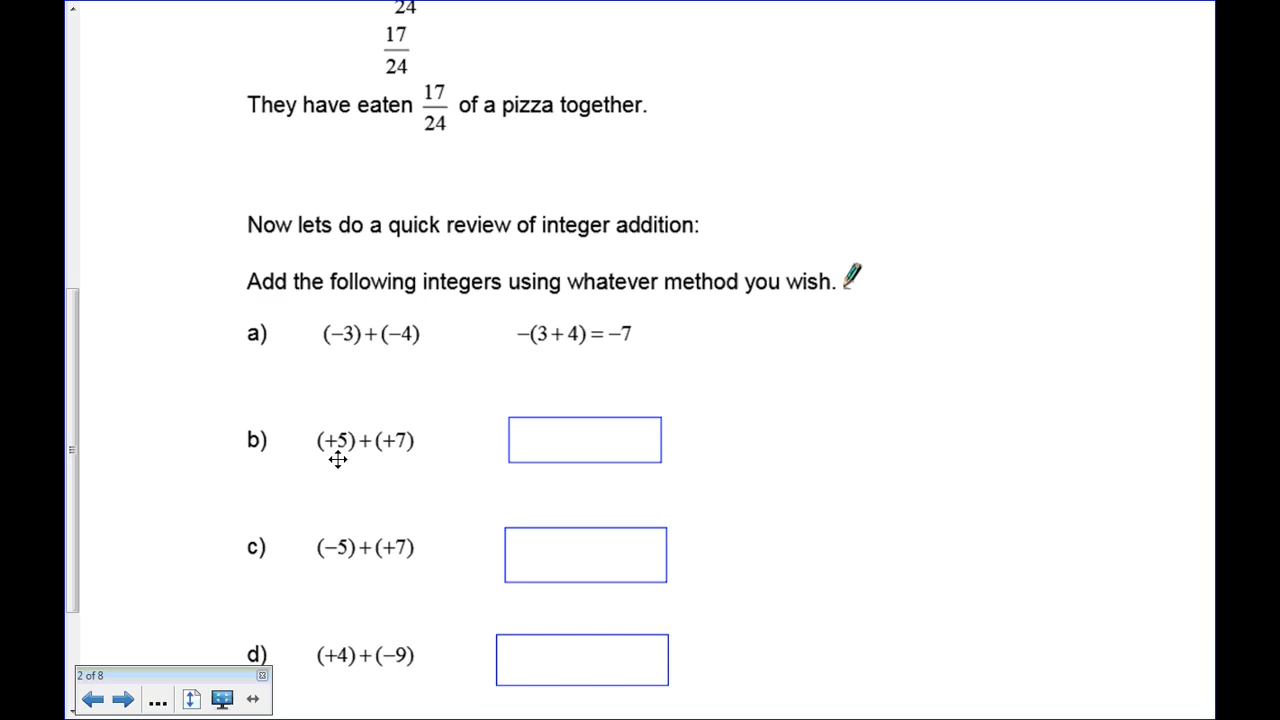 24
17
24
They have eaten 17/24 of a pizza together.
Now lets do a quick review of integer addition:
Add the following integers using whatever method you wish.
a) (−3)+(−4) −(3+4)=−7
b) (+5)+(+7)
c) (−5)+(+7)
d) (+4)+(−9)
2 of 8